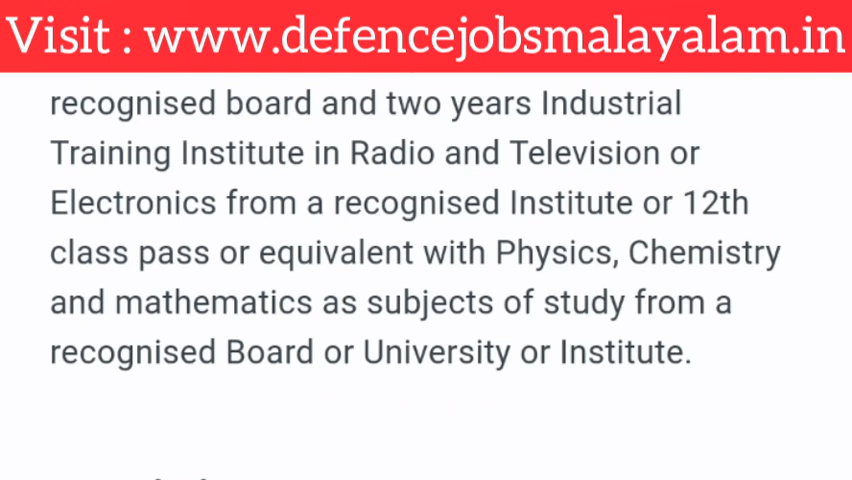 Visit : www.defencejobsmalayalam.in
recognised board and two years Industrial
Training Institute in Radio and Television or
Electronics from a recognised Institute or 12th
class pass or equivalent with Physics, Chemistry
and mathematics as subjects of study from a
recognised Board or University or Institute.